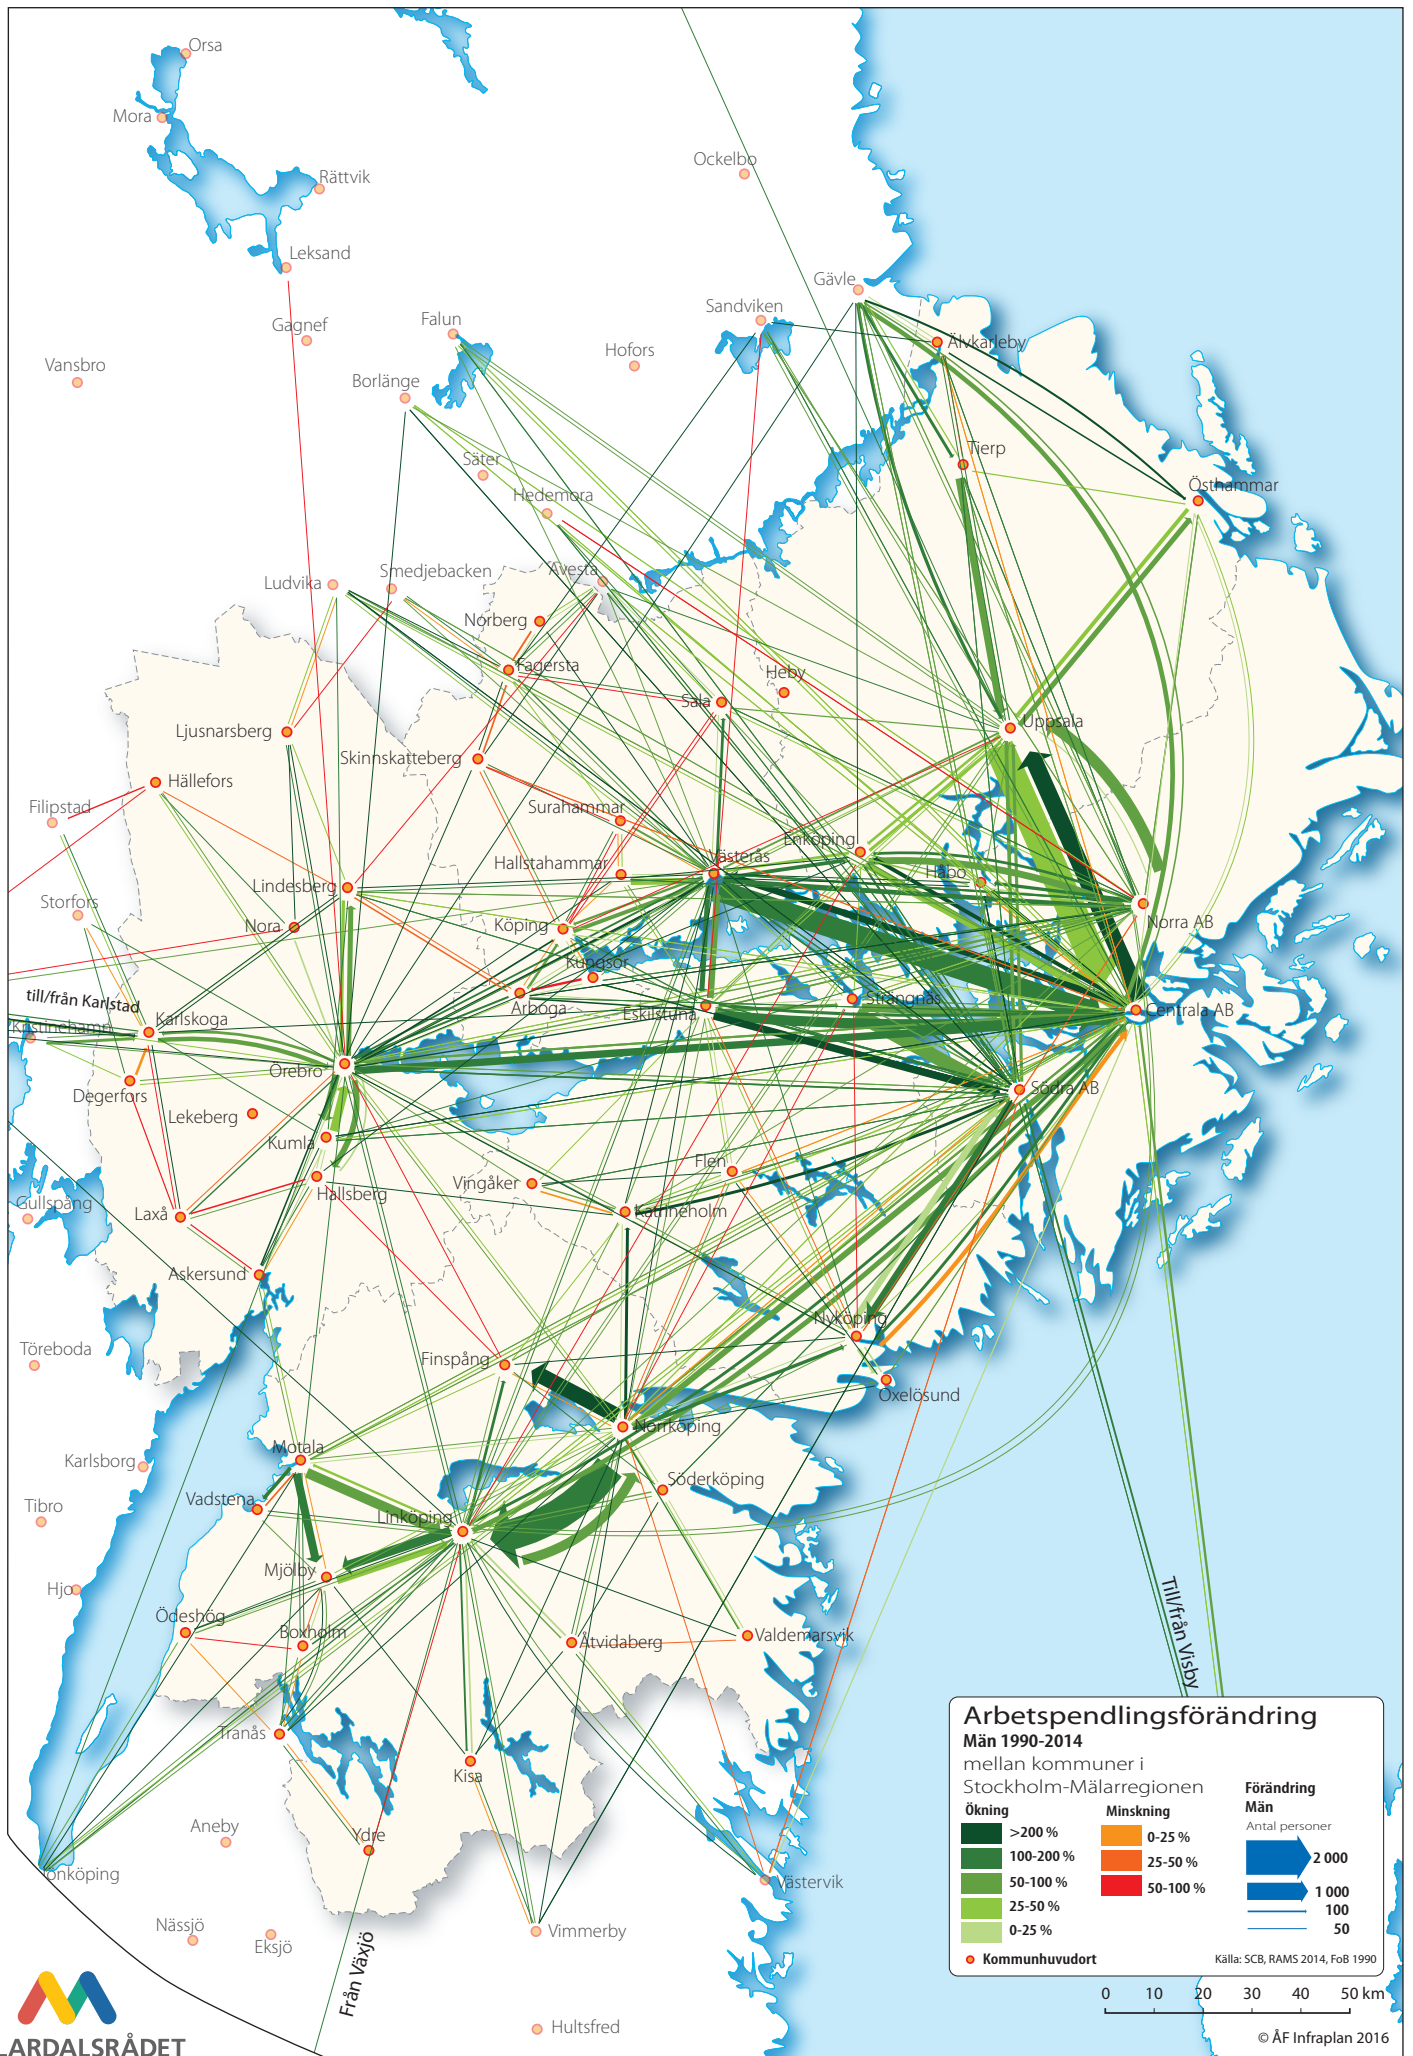 Orsa
Mora
Ockelbo
Rättvik
Leksand
Gävle
Sandviken
Falun
Gagnef
Älvkarleby
Hofors
Vansbro
Borlänge
Tierp
Säter
Östhammar
Hedemora
Avesta
Smedjebacken
Ludvika
Norberg
Fagersta
Heby
Sala
Uppsala
Ljusnarsberg
Skinnskatteberg
Hällefors
Filipstad
Surahammar
Enköping
Västerås
Hallstahammar
Håbo
Lindesberg
Storfors
Nora
Köping
Norra AB
Kungsör
till/från Karlstad
Strängnäs
Arboga
Eskilstuna
Centrala AB
Karlskoga
Kristinehamn
Örebro
Södra AB
Degerfors
Lekeberg
Kumla
Flen
Vingåker
Hallsberg
Gullspång
Laxå
Katrineholm
Askersund
Nyköping
Töreboda
Finspång
Oxelösund
Norrköping
Motala
Karlsborg
Söderköping
Vadstena
Tibro
Linköping
Mjölby
Hjo
Ödeshög
Boxholm
Åtvidaberg
Valdemarsvik
Till/från Visby
Tranås
Kisa
Aneby
Ydre
Jönköping
Västervik
Nässjö
Eksjö
Vimmerby
Från Växjö
Hultsfred
Arbetspendlingsförändring
Män 1990-2014
mellan kommuner i
Stockholm-Mälarregionen
Ökning
>200 %
100-200 %
50-100 %
25-50 %
0-25 %
Minskning
0-25 %
25-50 %
50-100 %
Förändring
Män
Antal personer
2 000
1 000
100
50
Kommunhuvudort
Källa: SCB, RAMS 2014, FoB 1990
0 10 20 30 40 50 km
© ÅF Infraplan 2016
LARDALSRÅDET